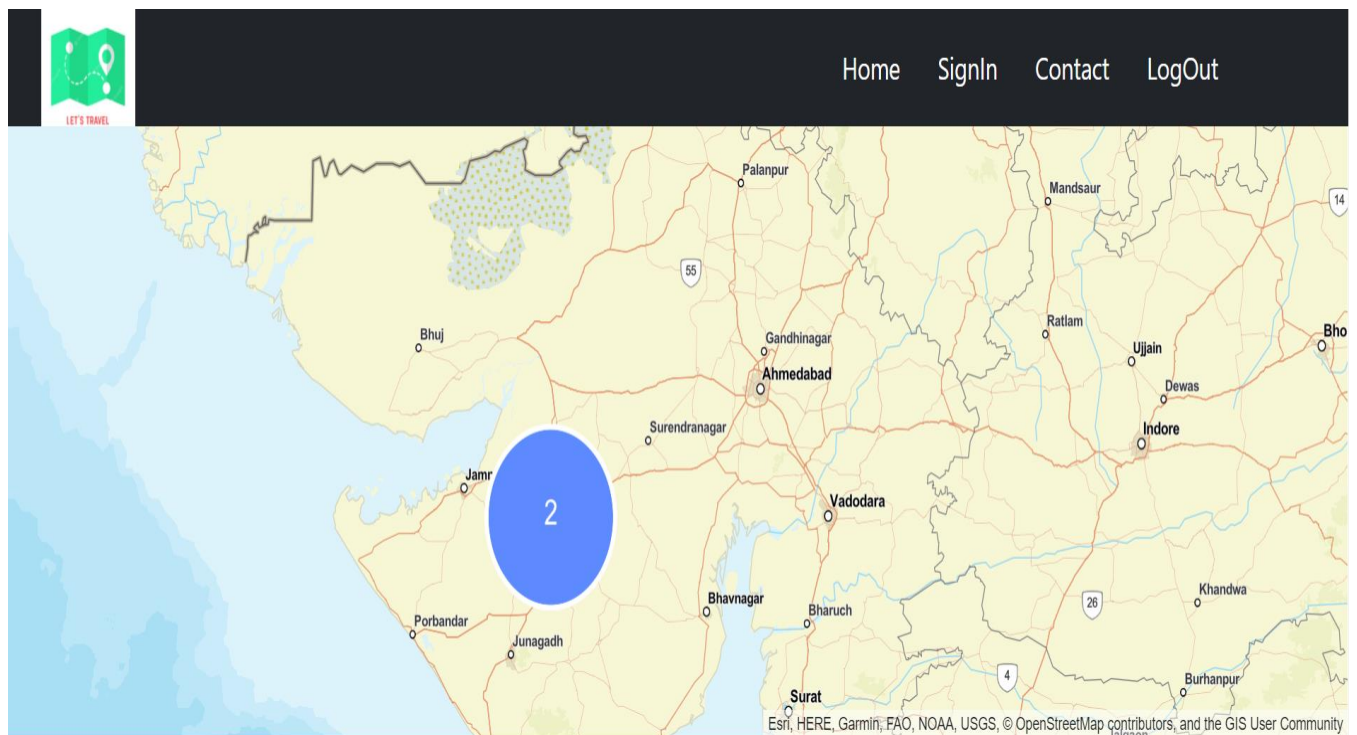 LET'S TRAVEL
Home SignIn Contact LogOut
Palanpur
Mandsaur
14
55
Bhuj
Gandhinagar
Ratlam
Ujjain
Bho
Ahmedabad
Dewas
Surendranagar
Indore
Jamr
2
Vadodara
Bhavnagar
Bharuch
26
Khandwa
Porbandar
Junagadh
4
Burhanpur
Surat
Esri, HERE, Garmin, FAO, NOAA, USGS, © OpenStreetMap contributors, and the GIS User Community